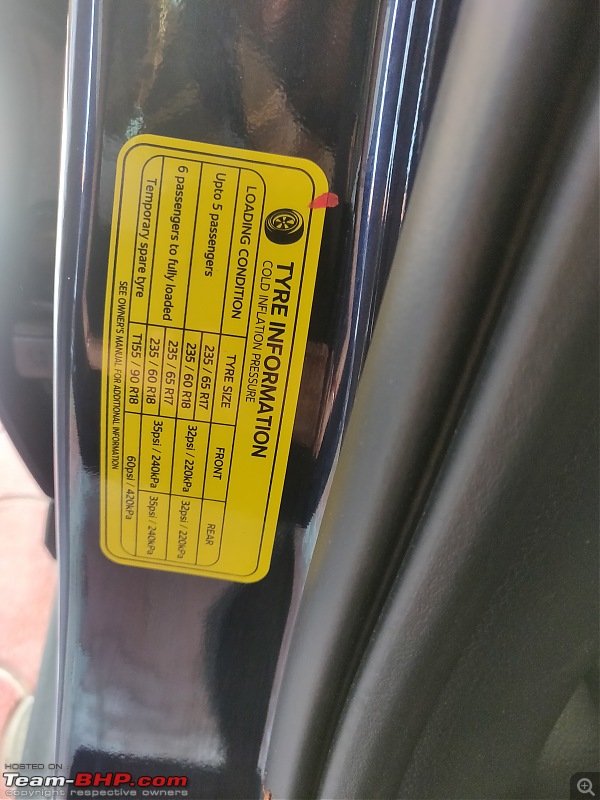 TYRE INFORMATION
COLD INFLATION PRESSURE
LOADING CONDITION TYRE SIZE FRONT REAR
Upto 5 passengers 235 / 65 R17 32psi / 220kPa 32psi / 220kPa
235 / 60 R18
6 passengers to fully loaded 235 / 65 R17 35psi / 240kPa 35psi / 240kPa
235 / 60 R18
Temporary spare tyre T155 / 90 R18 60psi / 420kPa
SEE OWNER'S MANUAL FOR ADDITIONAL INFORMATION
HOSTED ON
Team-BHP.com
copyright respective owners